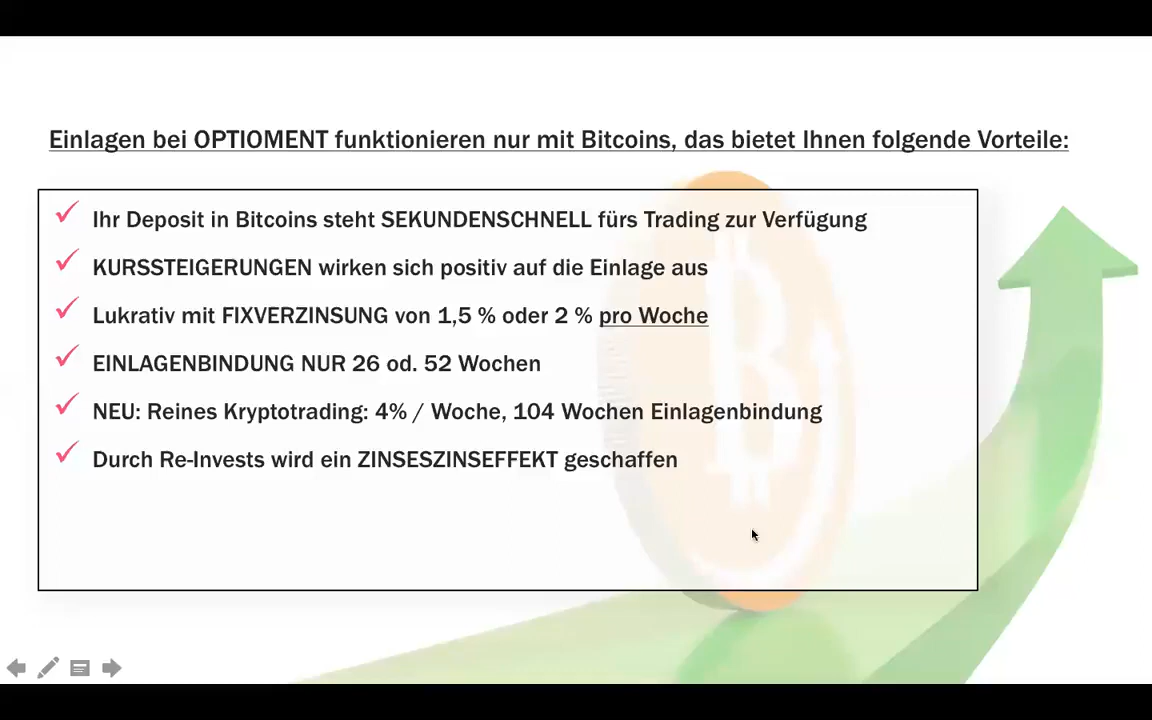 Einlagen bei OPTIOMENT funktionieren nur mit Bitcoins, das bietet Ihnen folgende Vorteile:
Ihr Deposit in Bitcoins steht SEKUNDENSCHNELL fürs Trading zur Verfügung
KURSSTEIGERUNGEN wirken sich positiv auf die Einlage aus
Lukrativ mit FIXVERZINSUNG von 1,5 % oder 2 % pro Woche
EINLAGENBINDUNG NUR 26 od. 52 Wochen
NEU: Reines Kryptotrading: 4% / Woche, 104 Wochen Einlagenbindung
Durch Re-Invests wird ein ZINSESZINSEFFEKT geschaffen